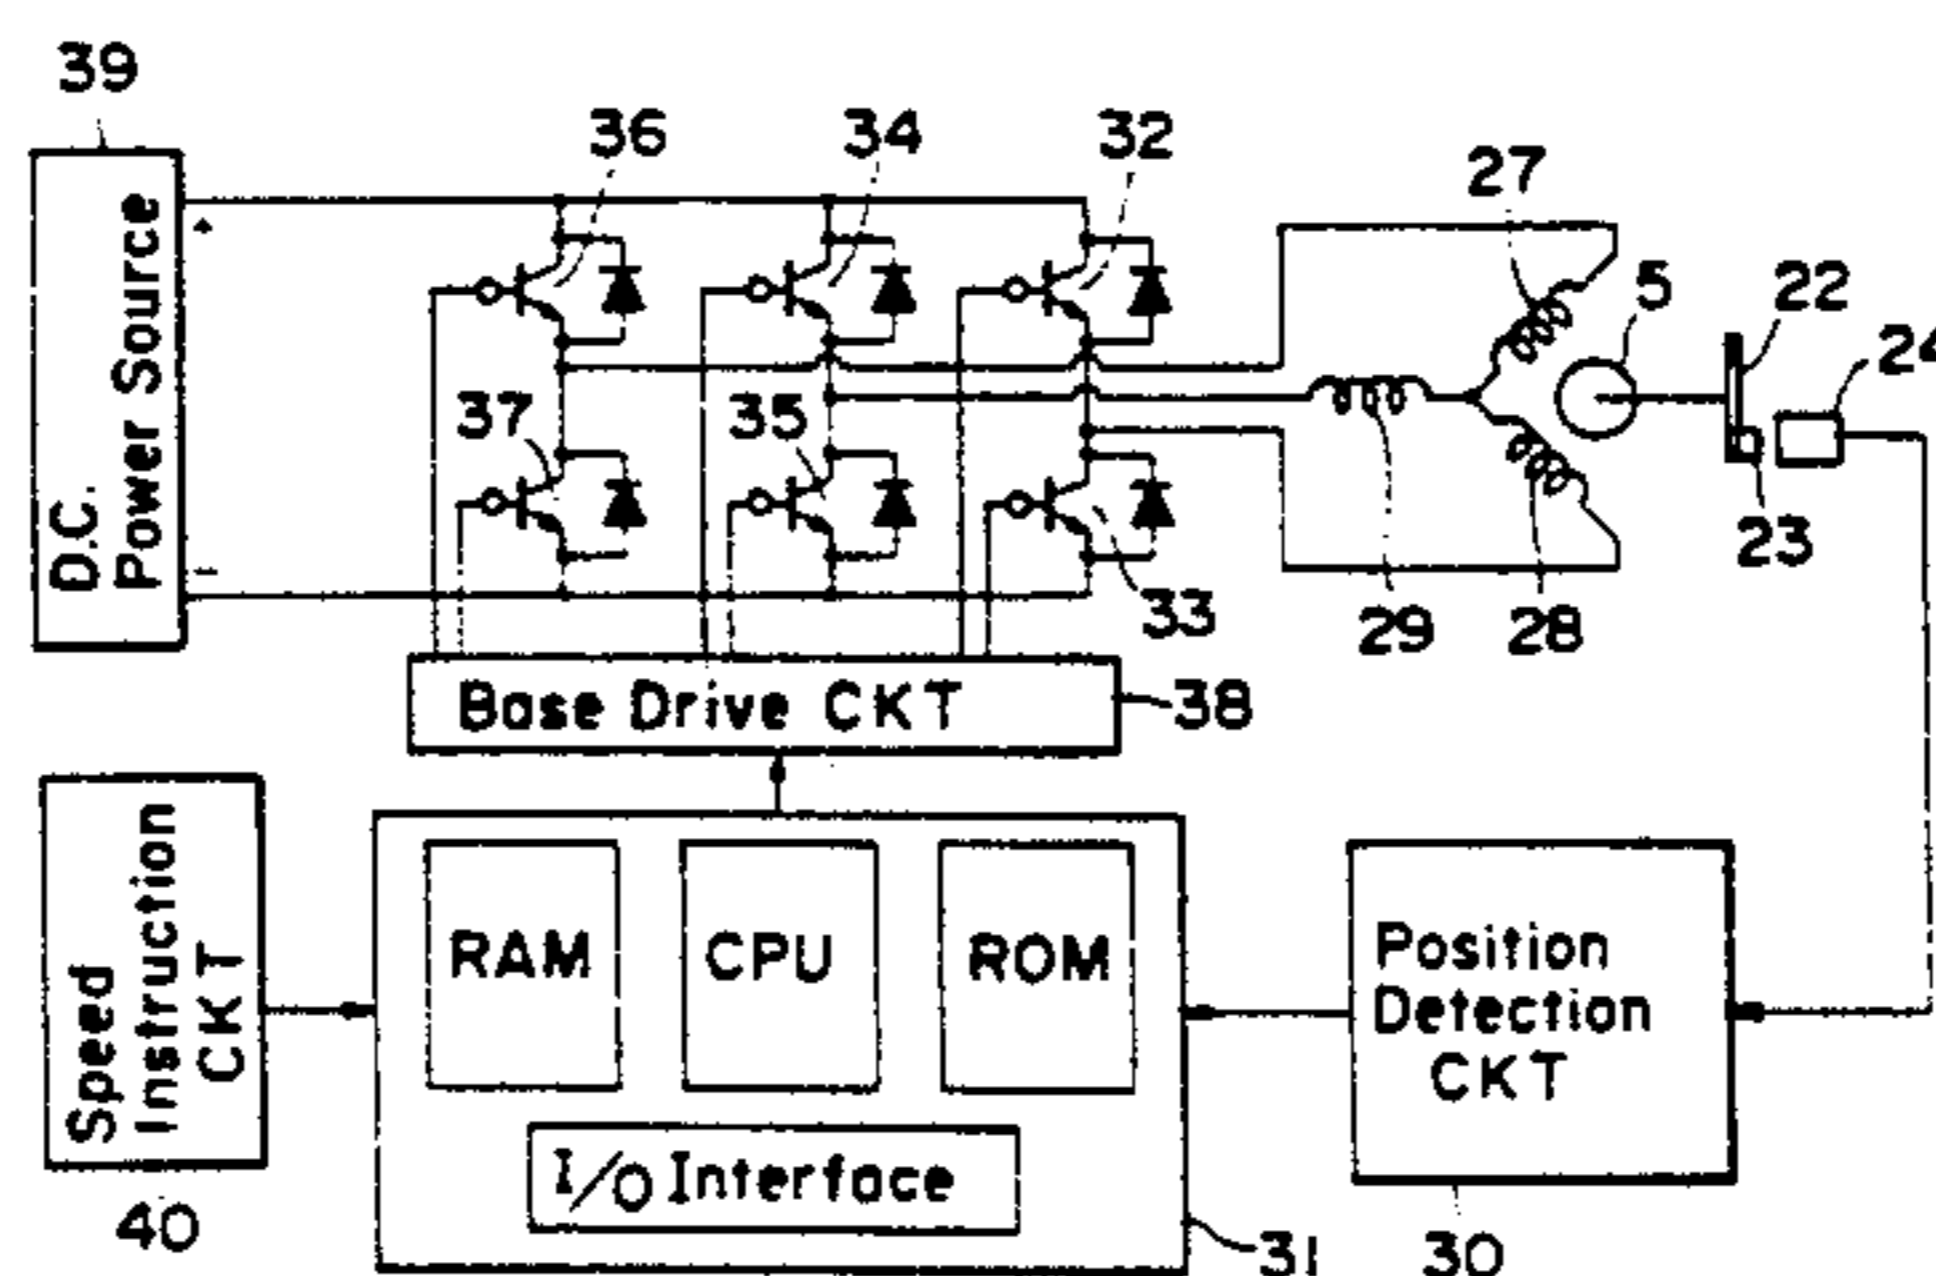 39
36
34
32
27
5
22
24
D.C.
Power Source
+
-
37
35
33
29
28
23
Base Drive CKT
38
Speed
Instruction
CKT
40
RAM
CPU
ROM
I/O Interface
31
Position
Detection
CKT
30